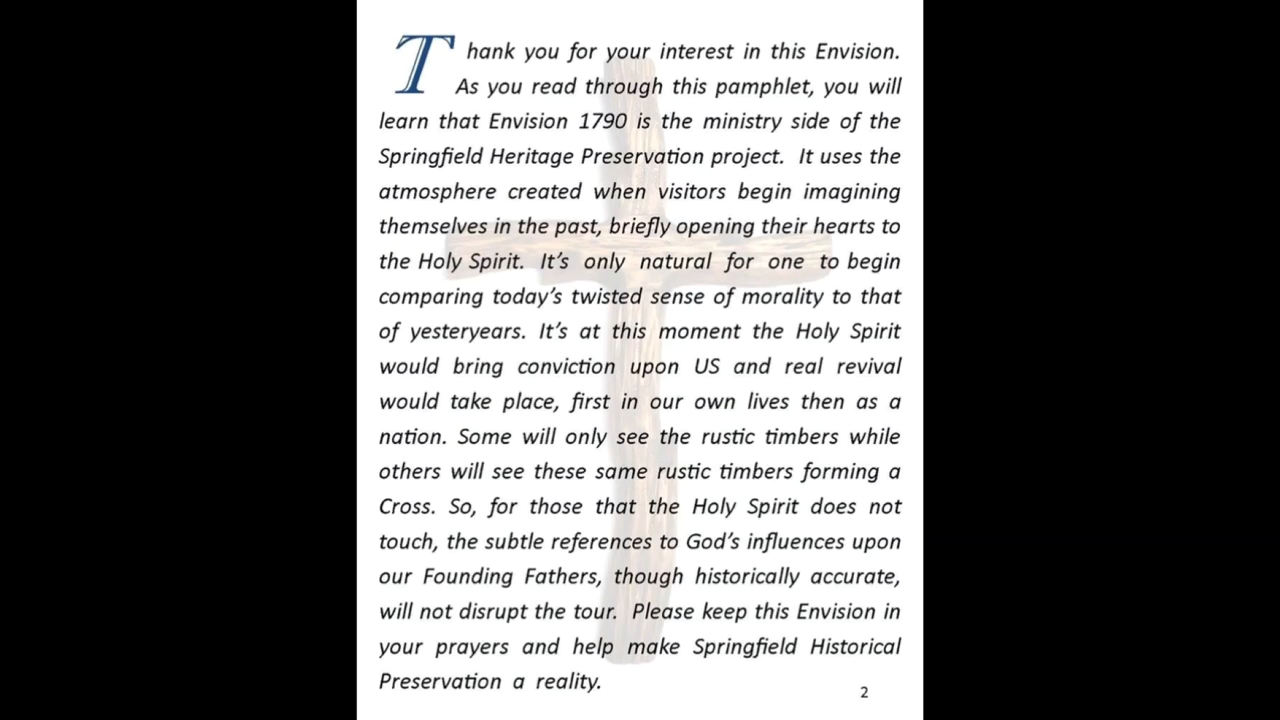 Thank you for your interest in this Envision.
As you read through this pamphlet, you will
learn that Envision 1790 is the ministry side of the
Springfield Heritage Preservation project. It uses the
atmosphere created when visitors begin imagining
themselves in the past, briefly opening their hearts to
the Holy Spirit. It's only natural for one to begin
comparing today's twisted sense of morality to that
of yesteryears. It's at this moment the Holy Spirit
would bring conviction upon US and real revival
would take place, first in our own lives then as a
nation. Some will only see the rustic timbers while
others will see these same rustic timbers forming a
Cross. So, for those that the Holy Spirit does not
touch, the subtle references to God's influences upon
our Founding Fathers, though historically accurate,
will not disrupt the tour. Please keep this Envision in
your prayers and help make Springfield Historical
Preservation a reality.
2